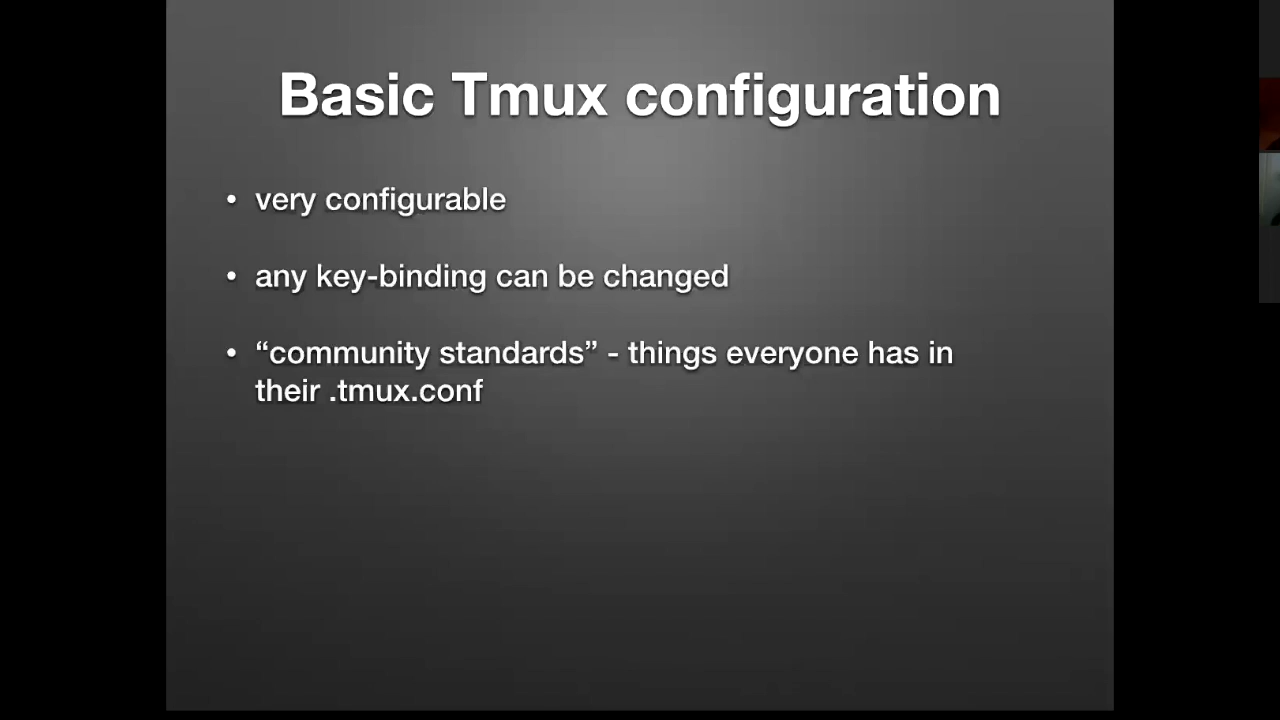 Basic Tmux configuration
• very configurable
• any key-binding can be changed
• “community standards” - things everyone has in
their .tmux.conf